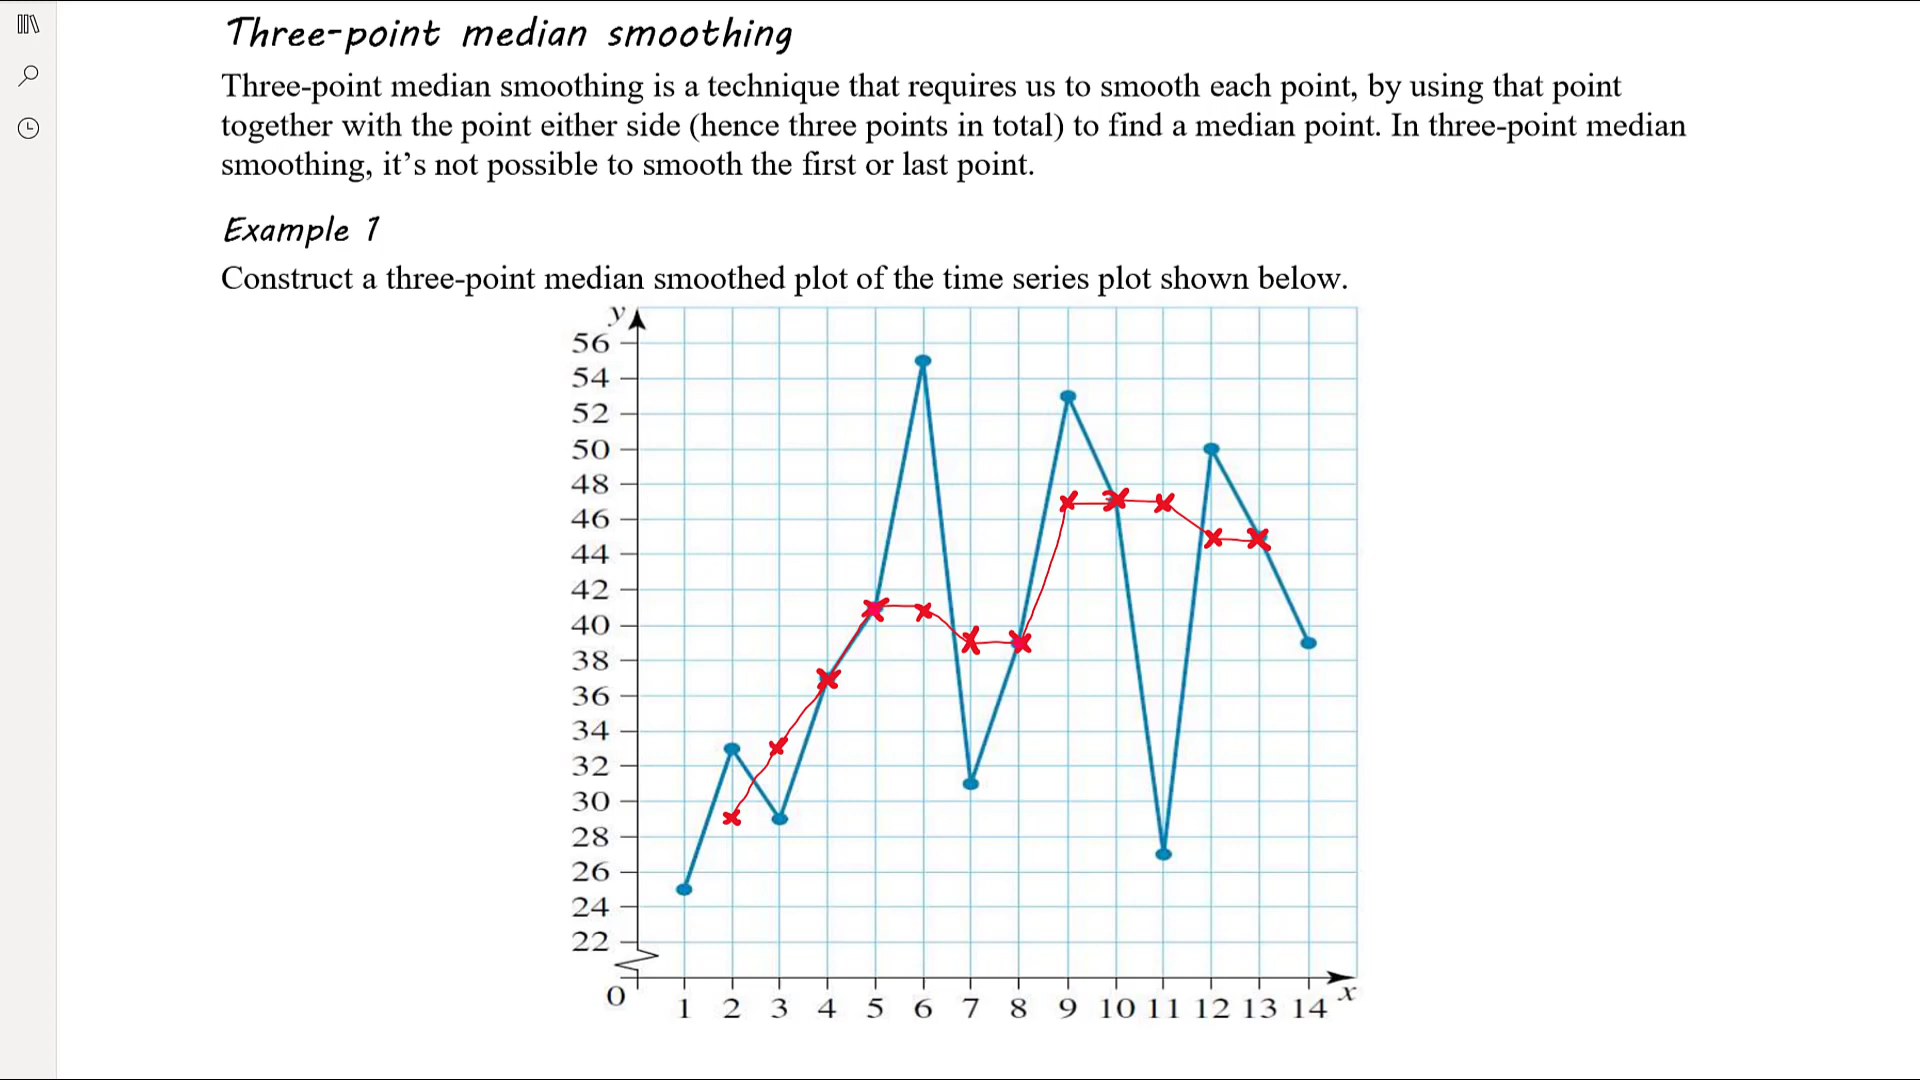 Three-point median smoothing
Three-point median smoothing is a technique that requires us to smooth each point, by using that point
together with the point either side (hence three points in total) to find a median point. In three-point median
smoothing, it’s not possible to smooth the first or last point.
Example 1
Construct a three-point median smoothed plot of the time series plot shown below.
y
56
54
52
50
48
46
44
42
40
38
36
34
32
30
28
26
24
22
0
1 2 3 4 5 6 7 8 9 10 11 12 13 14 x